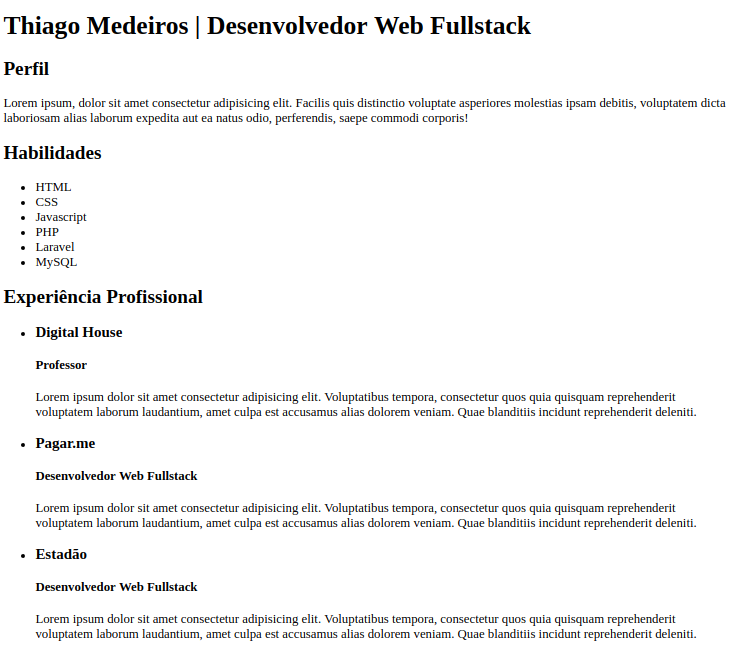 Thiago Medeiros | Desenvolvedor Web Fullstack
Perfil
Lorem ipsum, dolor sit amet consectetur adipisicing elit. Facilis quis distinctio voluptate asperiores molestias ipsam debitis, voluptatem dicta
laboriosam alias laborum expedita aut ea natus odio, perferendis, saepe commodi corporis!
Habilidades
• HTML
• CSS
• Javascript
• PHP
• Laravel
• MySQL
Experiência Profissional
• Digital House
Professor
Lorem ipsum dolor sit amet consectetur adipisicing elit. Voluptatibus tempora, consectetur quos quia quisquam reprehenderit
voluptatem laborum laudantium, amet culpa est accusamus alias dolorem veniam. Quae blanditiis incidunt reprehenderit deleniti.
• Pagar.me
Desenvolvedor Web Fullstack
Lorem ipsum dolor sit amet consectetur adipisicing elit. Voluptatibus tempora, consectetur quos quia quisquam reprehenderit
voluptatem laborum laudantium, amet culpa est accusamus alias dolorem veniam. Quae blanditiis incidunt reprehenderit deleniti.
• Estadão
Desenvolvedor Web Fullstack
Lorem ipsum dolor sit amet consectetur adipisicing elit. Voluptatibus tempora, consectetur quos quia quisquam reprehenderit
voluptatem laborum laudantium, amet culpa est accusamus alias dolorem veniam. Quae blanditiis incidunt reprehenderit deleniti.